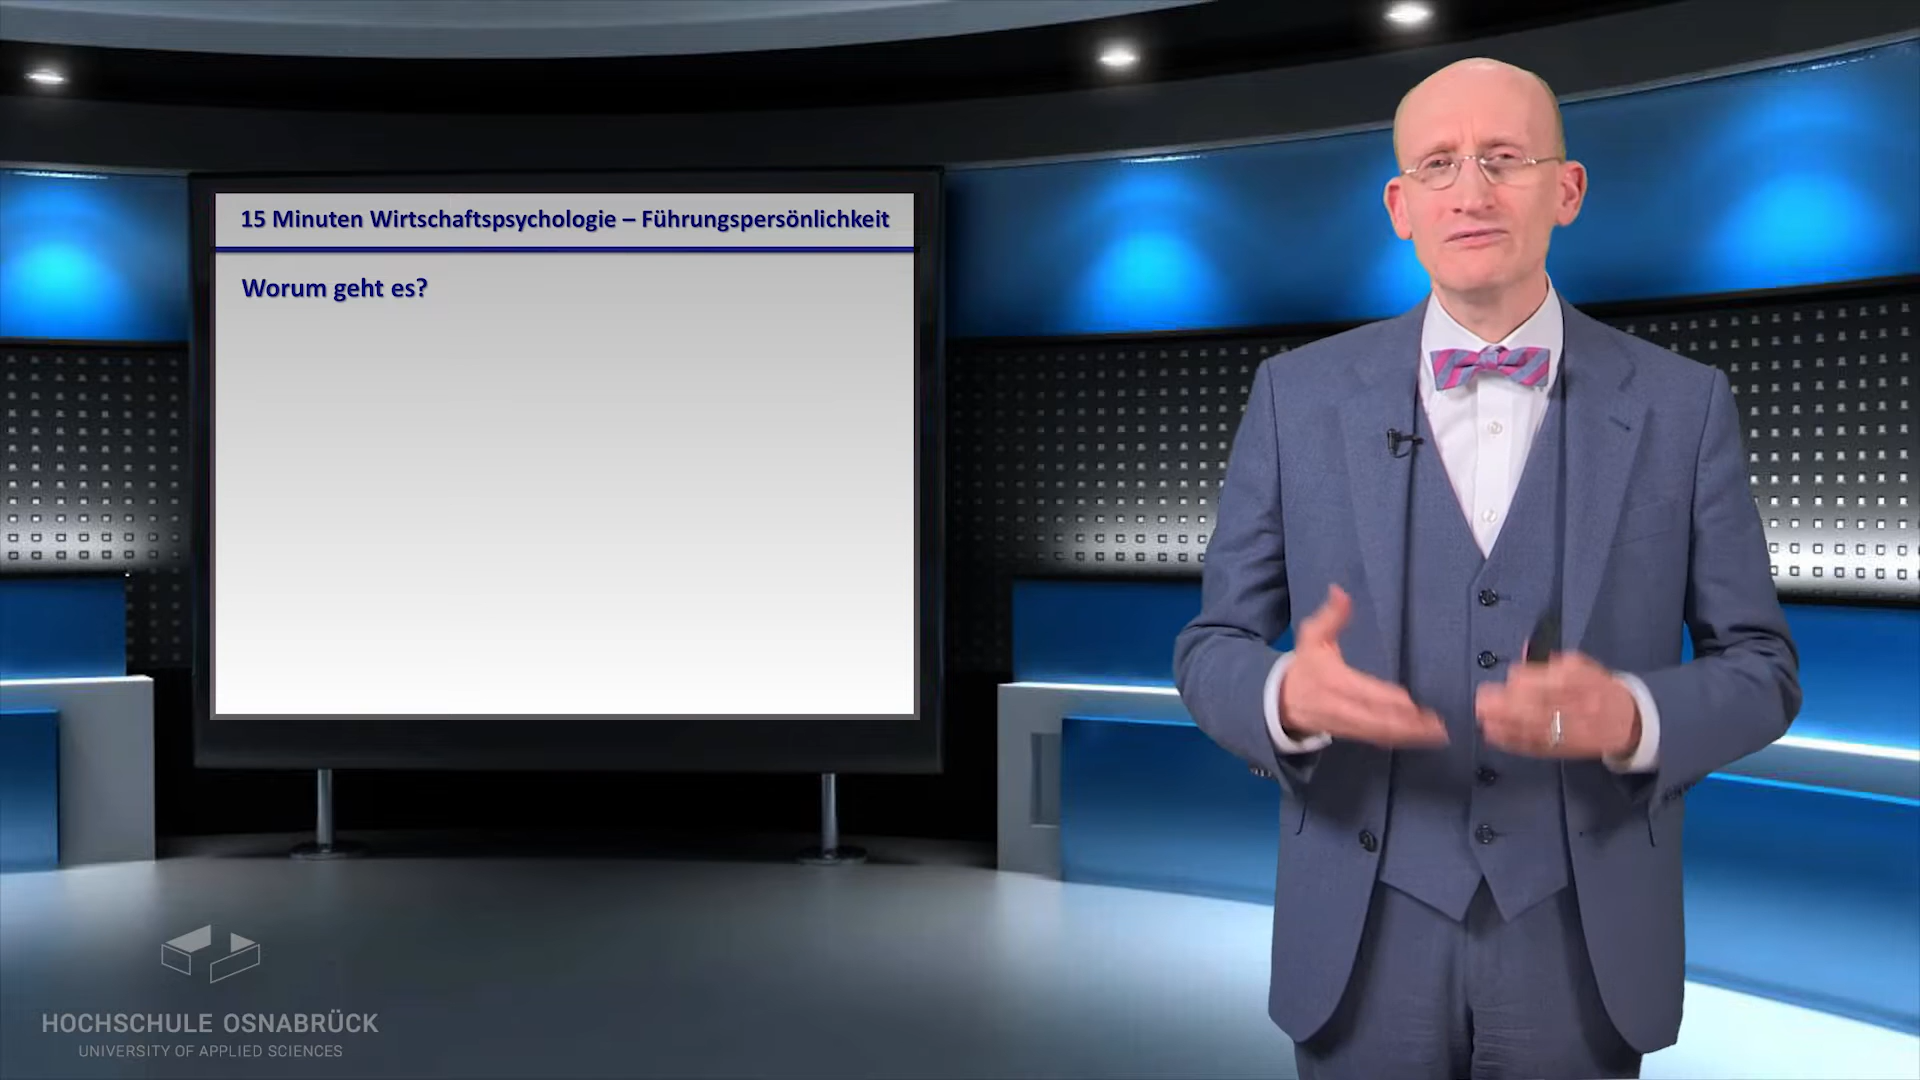 15 Minuten Wirtschaftspsychologie – Führungspersönlichkeit
Worum geht es?
HOCHSCHULE OSNABRÜCK
UNIVERSITY OF APPLIED SCIENCES